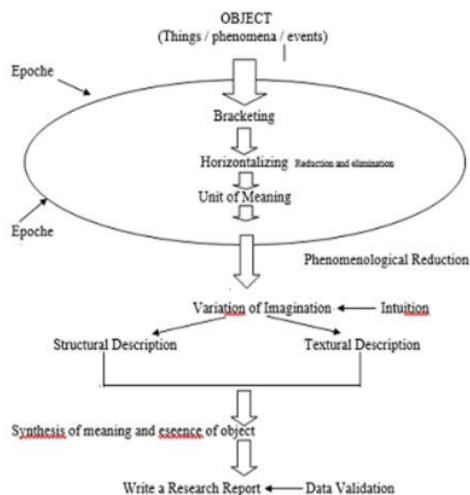 OBJECT
(Things / phenomena / events)
Epoche
Bracketing
Horizontalizing Reduction and elimination
Unit of Meaning
Epoche
Phenomenological Reduction
Variation of Imagination Intuition
Structural Description Textural Description
Synthesis of meaning and eseence of object
Write a Research Report Data Validation